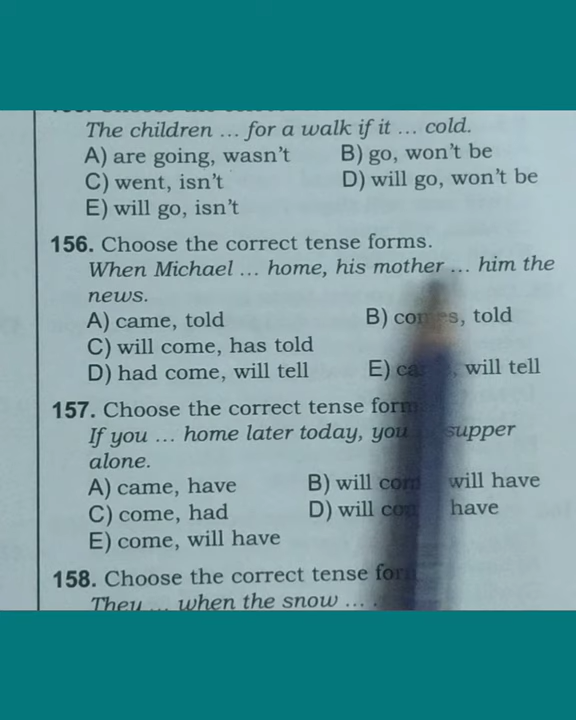 The children ... for a walk if it ... cold.
A) are going, wasn't B) go, won't be
C) went, isn't D) will go, won't be
E) will go, isn't
156. Choose the correct tense forms.
When Michael ... home, his mother ... him the
news.
A) came, told B) comes, told
C) will come, has told
D) had come, will tell E) will tell
157. Choose the correct tense form
If you ... home later today, you supper
alone.
A) came, have B) will will have
C) come, had D) will have
E) come, will have
158. Choose the correct tense
They ... when the snow ...